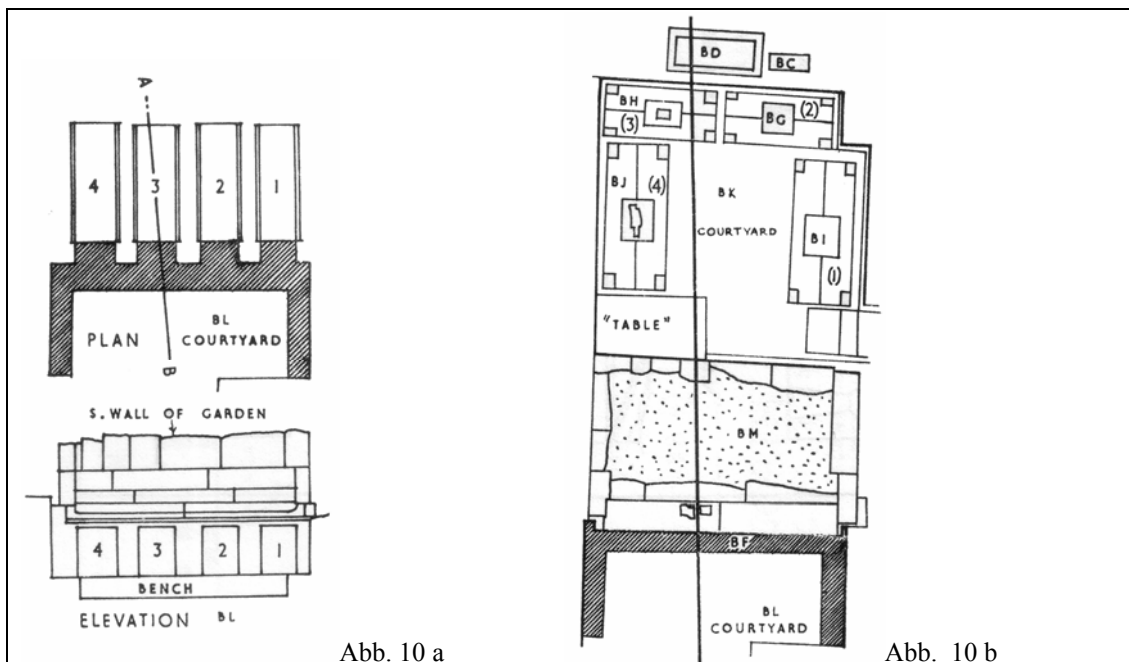 A
4 3 2 1
PLAN
BL
COURTYARD
B
S. WALL OF GARDEN
4 3 2 1
BENCH
ELEVATION BL
Abb. 10 a
BD
BC
BH
(3)
BG
(2)
BJ
(4)
BK
COURTYARD
BI
(1)
"TABLE"
BM
BF
BL
COURTYARD
Abb. 10 b